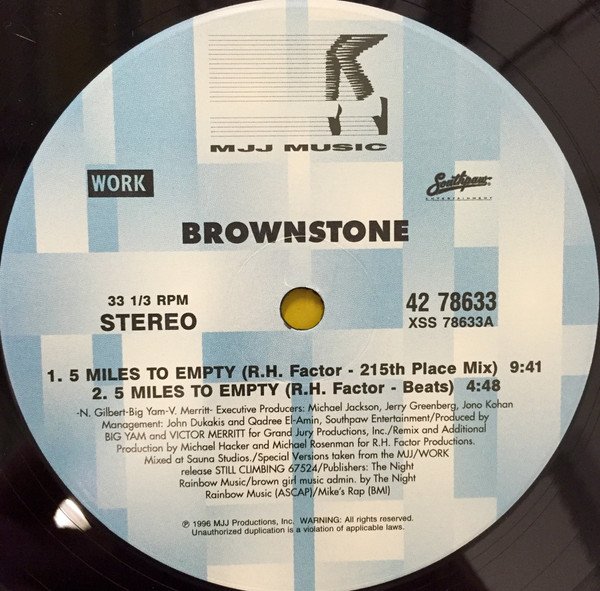 MJJ MUSIC
WORK
Southpaw
ENTERTAINMENT
BROWNSTONE
33 1/3 RPM
STEREO
42 78633
XSS 78633A
1. 5 MILES TO EMPTY (R.H. Factor - 215th Place Mix) 9:41
2. 5 MILES TO EMPTY (R.H. Factor - Beats) 4:48
-N. Gilbert-Big Yam-V. Merritt- Executive Producers: Michael Jackson, Jerry Greenberg, Jono Kohan
Management: John Dukakis and Qadree El-Amin, Southpaw Entertainment/Produced by
BIG YAM and VICTOR MERRITT for Grand Jury Productions, Inc./Remix and Additional
Production by Michael Hacker and Michael Rosenman for R.H. Factor Productions.
Mixed at Sauna Studios./Special Versions taken from the MJJ/WORK
release STILL CLIMBING 67524/Publishers: The Night
Rainbow Music/brown girl music admin. by The Night
Rainbow Music (ASCAP)/Mike's Rap (BMI)
℗ 1996 MJJ Productions, Inc. WARNING: All rights reserved.
Unauthorized duplication is a violation of applicable laws.